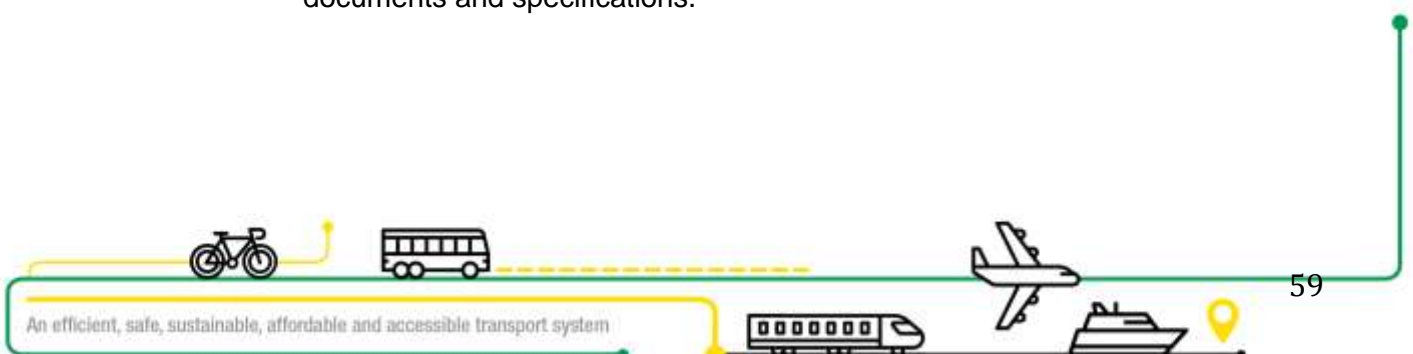 documents and specifications.
59
An efficient, safe, sustainable, affordable and accessible transport system